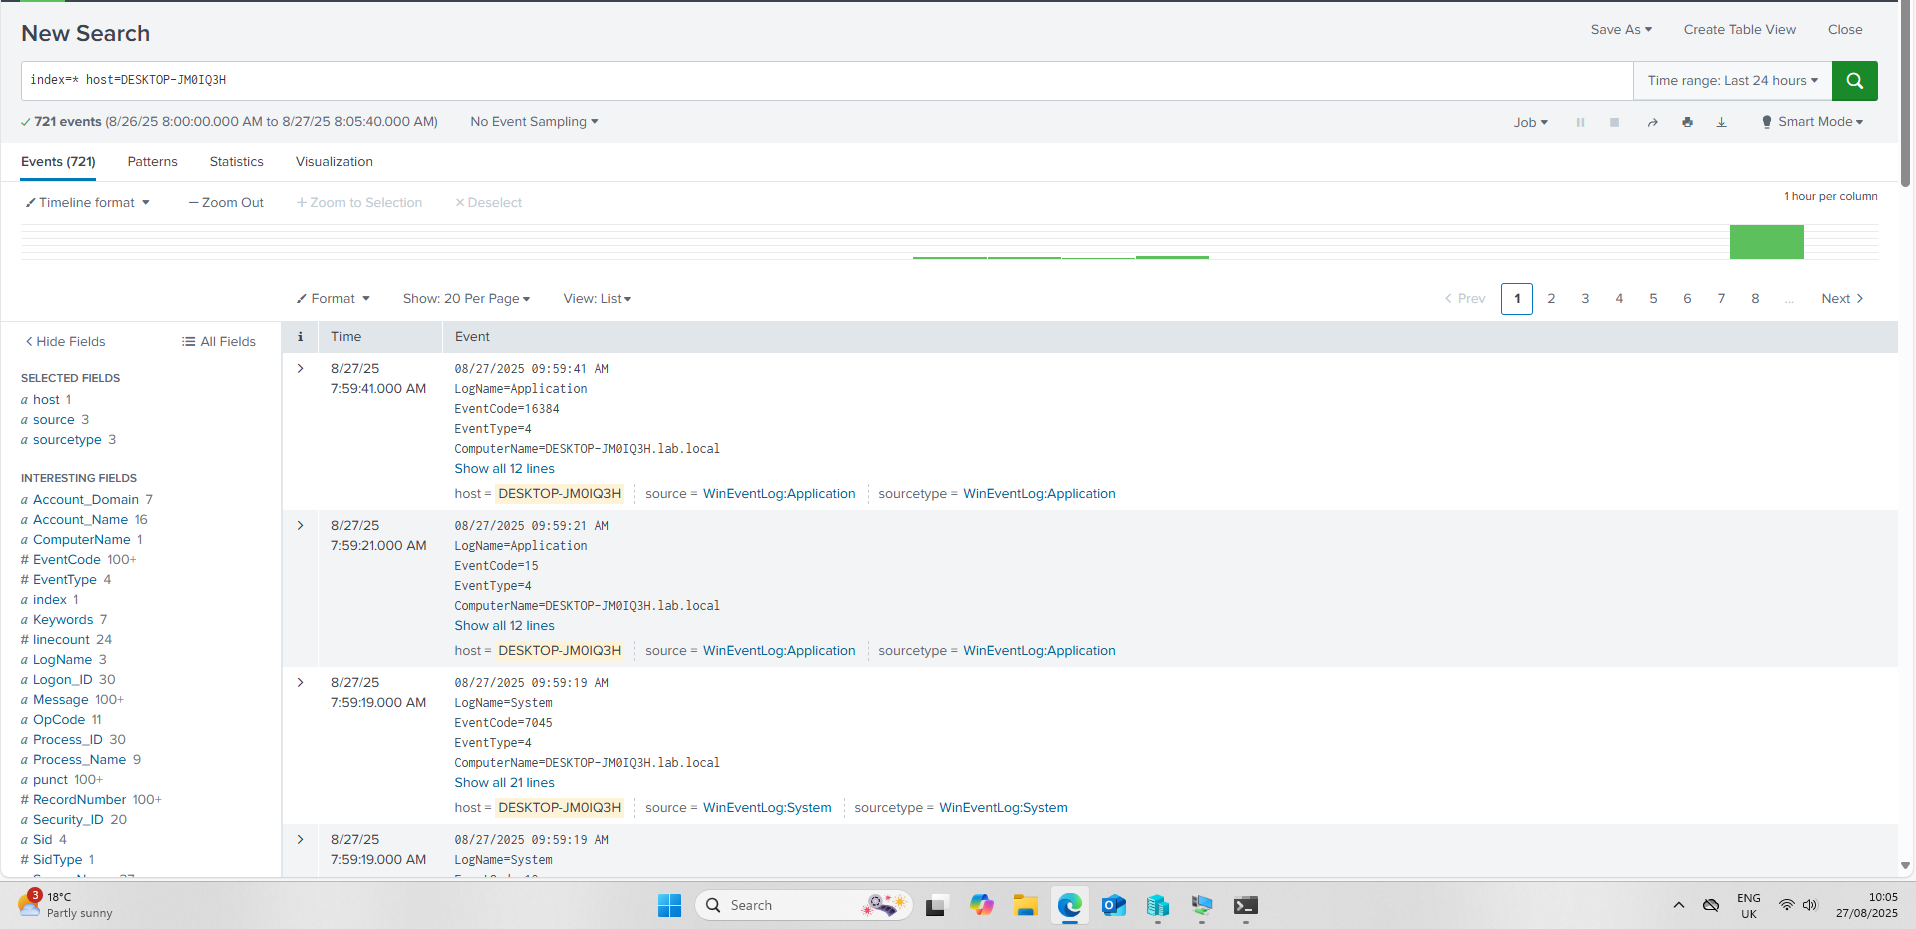 New Search
Save As
Create Table View
Close
index=* host=DESKTOP-JM0IQ3H
Time range: Last 24 hours
721 events (8/26/25 8:00:00.000 AM to 8/27/25 8:05:40.000 AM)
No Event Sampling
Job
Smart Mode
Events (721)
Patterns
Statistics
Visualization
Timeline format
— Zoom Out
+ Zoom to Selection
× Deselect
1 hour per column
Format
Show: 20 Per Page
View: List
< Prev
1
2
3
4
5
6
7
8
...
Next >
< Hide Fields
All Fields
i
Time
Event
SELECTED FIELDS
a host 1
a source 3
a sourcetype 3
INTERESTING FIELDS
a Account_Domain 7
a Account_Name 16
a ComputerName 1
# EventCode 100+
# EventType 4
a index 1
a Keywords 7
# linecount 24
a LogName 3
a Logon_ID 30
a Message 100+
a OpCode 11
a Process_ID 30
a Process_Name 9
a punct 100+
# RecordNumber 100+
a Security_ID 20
a Sid 4
# SidType 1
8/27/25
7:59:41.000 AM
08/27/2025 09:59:41 AM
LogName=Application
EventCode=16384
EventType=4
ComputerName=DESKTOP-JM0IQ3H.lab.local
Show all 12 lines
host = DESKTOP-JM0IQ3H
source = WinEventLog:Application
sourcetype = WinEventLog:Application
8/27/25
7:59:21.000 AM
08/27/2025 09:59:21 AM
LogName=Application
EventCode=15
EventType=4
ComputerName=DESKTOP-JM0IQ3H.lab.local
Show all 12 lines
host = DESKTOP-JM0IQ3H
source = WinEventLog:Application
sourcetype = WinEventLog:Application
8/27/25
7:59:19.000 AM
08/27/2025 09:59:19 AM
LogName=System
EventCode=7045
EventType=4
ComputerName=DESKTOP-JM0IQ3H.lab.local
Show all 21 lines
host = DESKTOP-JM0IQ3H
source = WinEventLog:System
sourcetype = WinEventLog:System
8/27/25
7:59:19.000 AM
08/27/2025 09:59:19 AM
LogName=System
3
18°C
Partly sunny
Search
ENG
UK
10:05
27/08/2025